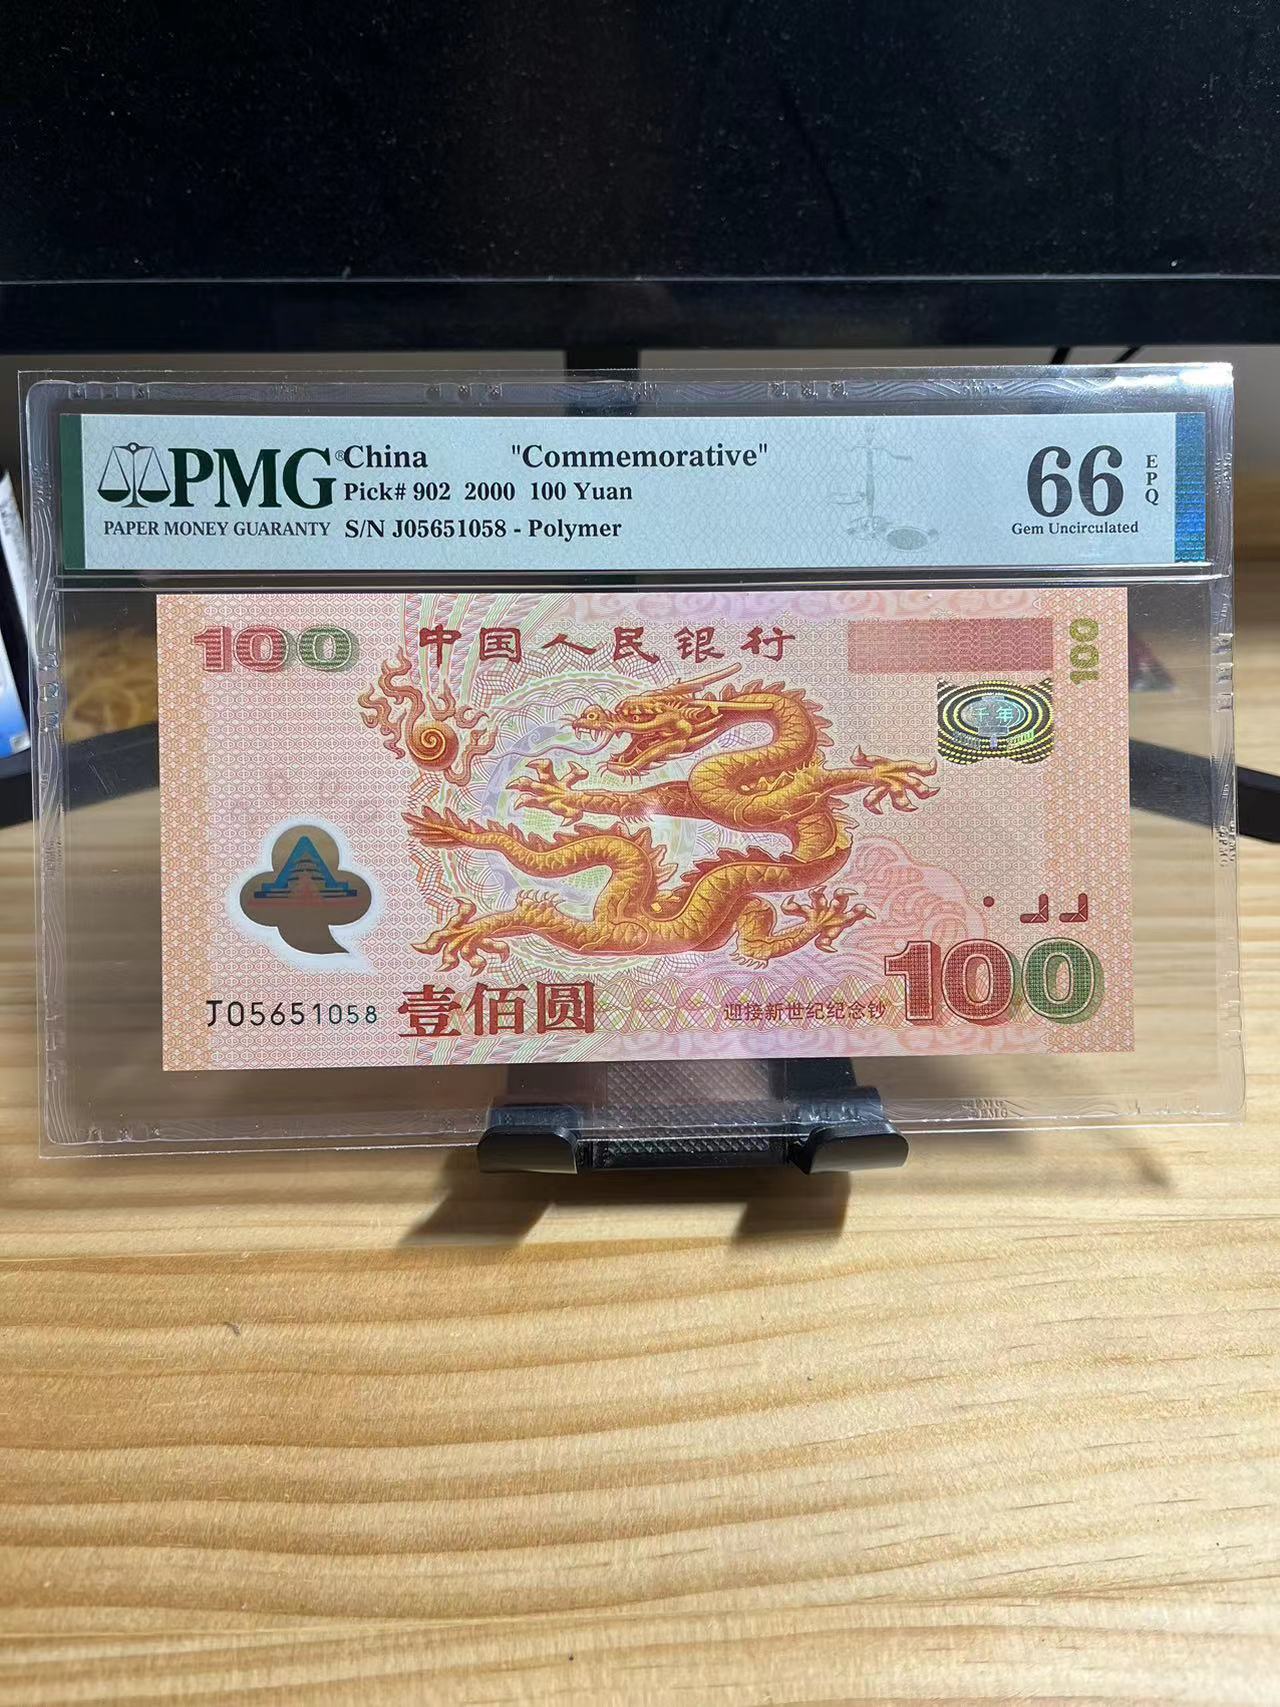 PMG®
PAPER MONEY GUARANTY
China "Commemorative"
Pick# 902 2000 100 Yuan
S/N J05651058 - Polymer
66
EPQ
Gem Uncirculated
100
中国人民银行
100
千年
J05651058
壹佰圆
迎接新世纪纪念钞
100
PMG
PMG